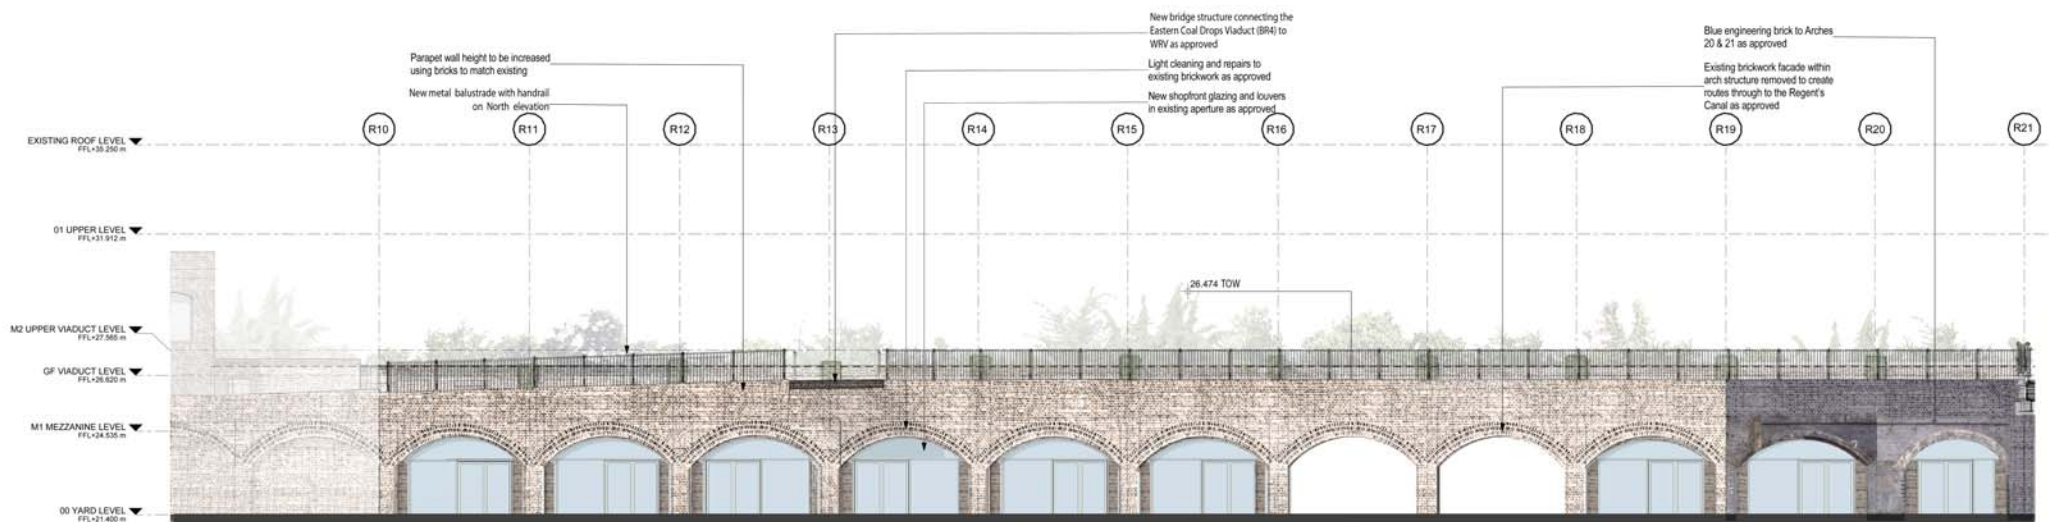 New bridge structure connecting the
Eastern Coal Drops Viaduct (BR4) to
WRV as approved
Blue engineering brick to Arches
20 & 21 as approved
Parapet wall height to be increased
using bricks to match existing
Light cleaning and repairs to
existing brickwork as approved
Existing brickwork facade within
arch structure removed to create
routes through to the Regent's
Canal as approved
New metal balustrade with handrail
on North elevation
New shopfront glazing and louvers
in existing aperture as approved
R10 R11 R12 R13 R14 R15 R16 R17 R18 R19 R20 R21
EXISTING ROOF LEVEL
FFL+35.250 m
01 UPPER LEVEL
FFL+31.912 m
26.474 TOW
M2 UPPER VIADUCT LEVEL
FFL+27.565 m
GF VIADUCT LEVEL
FFL+26.620 m
M1 MEZZANINE LEVEL
FFL+24.535 m
00 YARD LEVEL
FFL+21.400 m